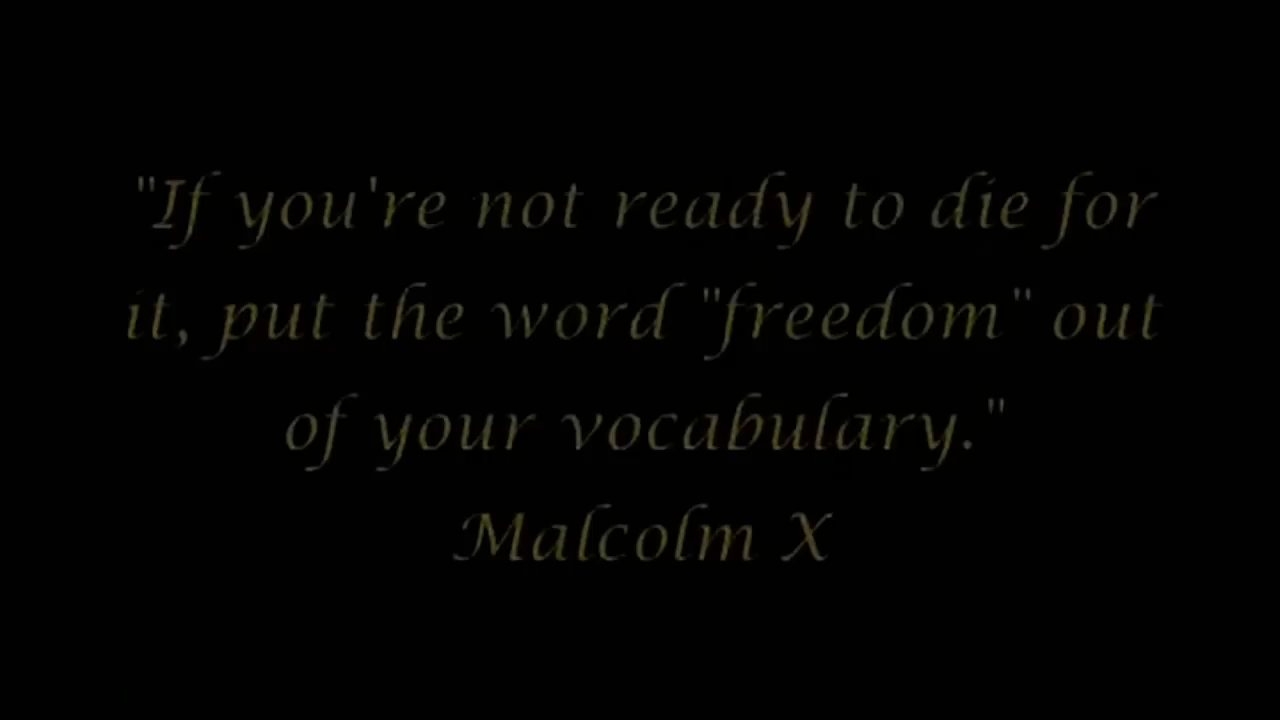 "If you're not ready to die for
it, put the word "freedom" out
of your vocabulary."
Malcolm X